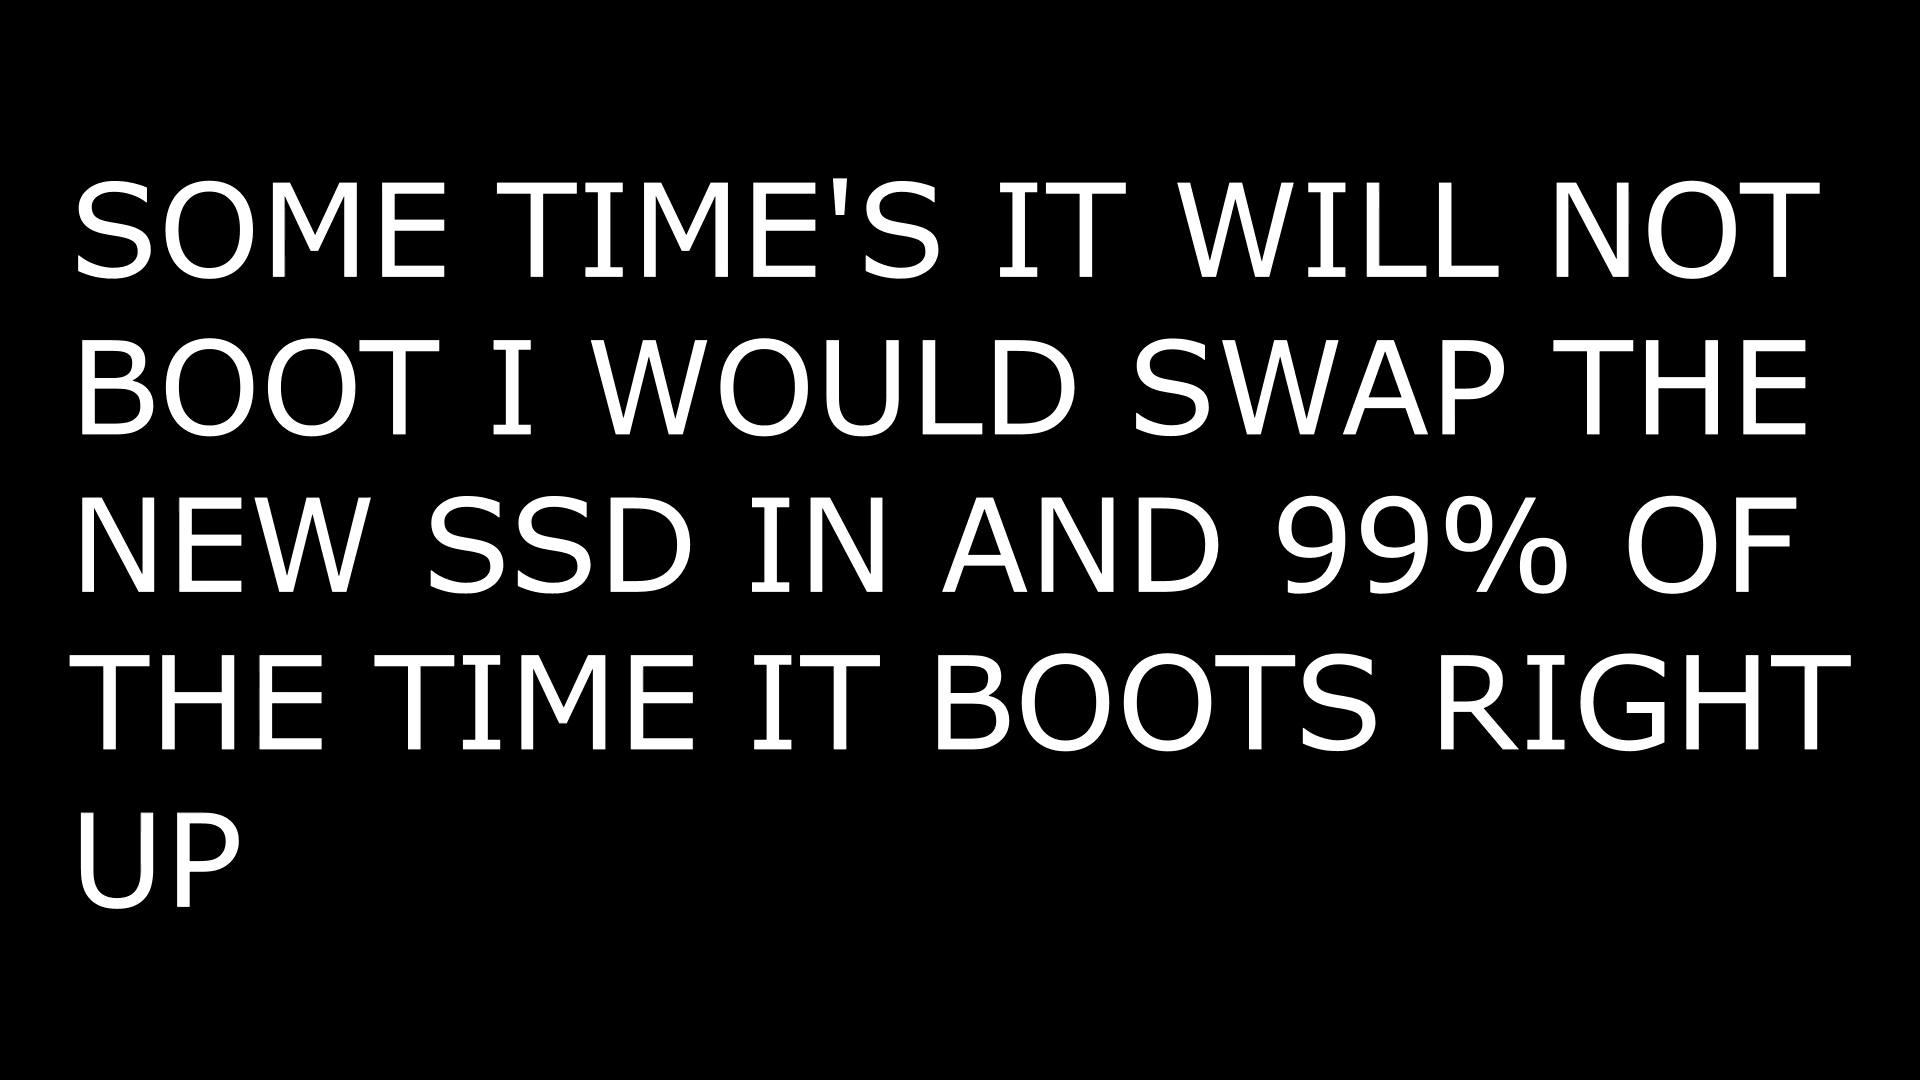 SOME TIME'S IT WILL NOT
BOOT I WOULD SWAP THE
NEW SSD IN AND 99% OF
THE TIME IT BOOTS RIGHT
UP